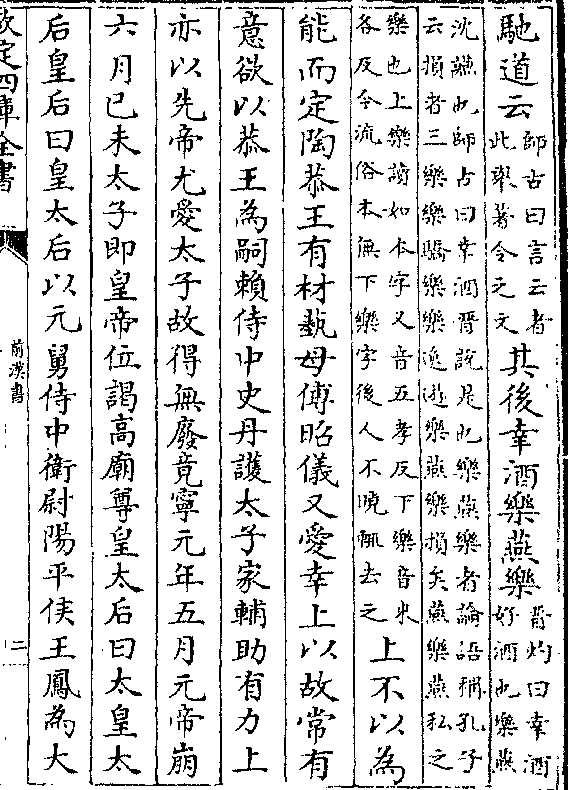 馳道云師古曰言云者此舉著令之文其後幸酒樂燕樂晉灼曰幸酒好酒也樂燕
沈讌也師古曰幸酒晉說是也樂燕樂者論語稱孔子
云損者三樂樂驕樂樂逸遊樂燕樂損矣燕樂燕私之
樂也上樂讀如本字又音五孝反下樂音來
各反今流俗本無下樂字後人不曉輒去之上不以為
能而定陶恭王有材藝母傅昭儀又愛幸上以故常有
意欲以恭王為嗣賴侍中史丹護太子家輔助有力上
亦以先帝尤愛太子故得無廢竟寧元年五月元帝崩
六月己未太子即皇帝位謁高廟尊皇太后曰太皇太
后皇后曰皇太后以元舅侍中衛尉陽平侯王鳳為大
欽定四庫全書
前漢書
二